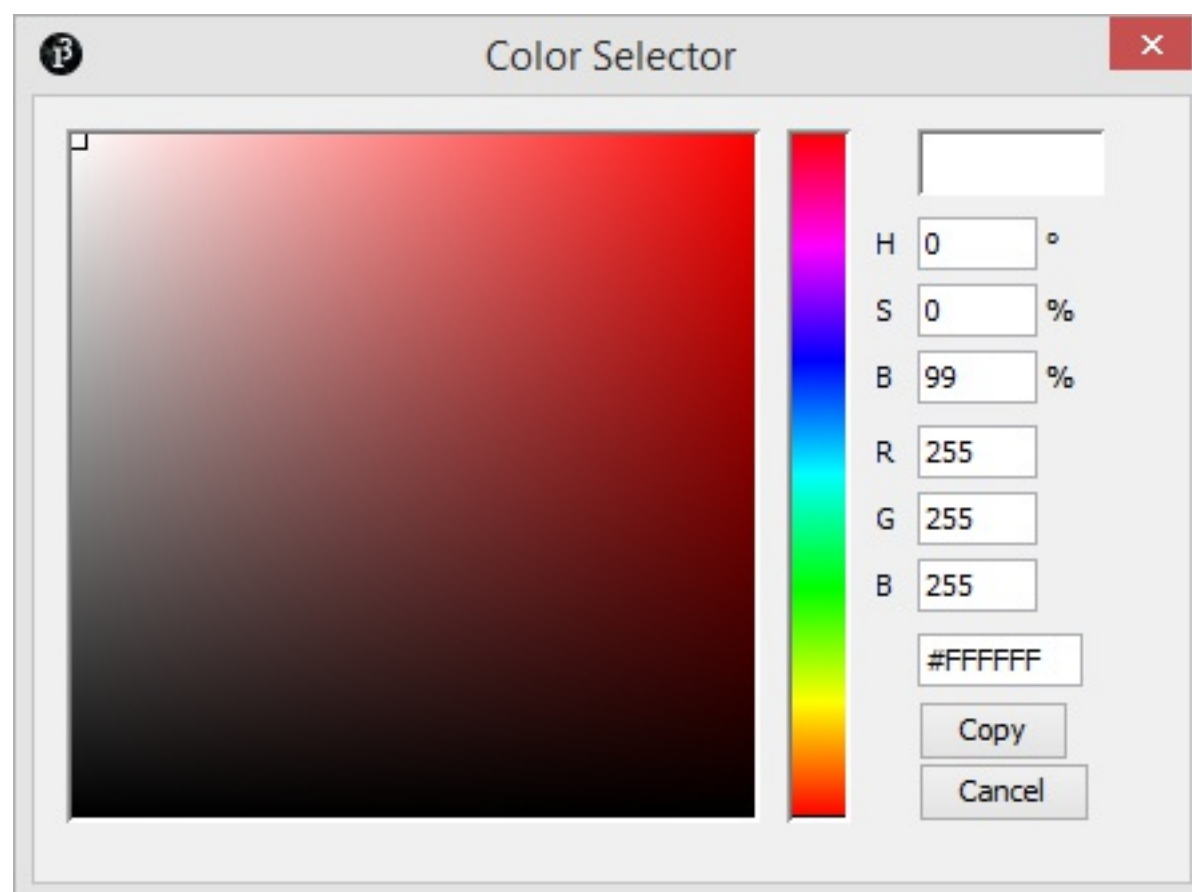 Color Selector
H 0 °
S 0 %
B 99 %
R 255
G 255
B 255
#FFFFFF
Copy
Cancel